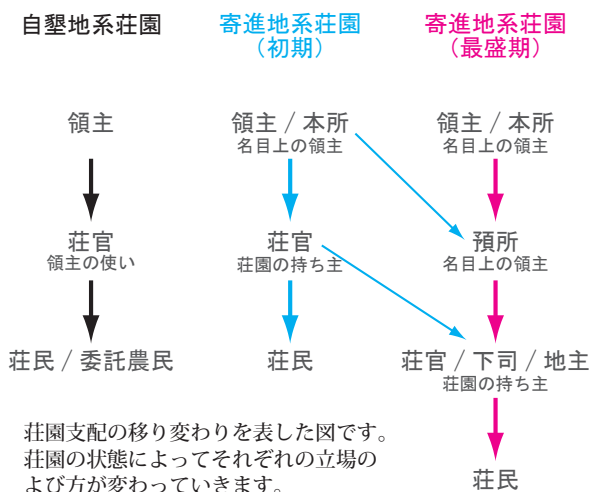 自墾地系荘園
領主
荘官
領主の使い
荘民 / 委託農民
寄進地系荘園
（初期）
領主 / 本所
名目上の領主
荘官
荘園の持ち主
荘民
寄進地系荘園
（最盛期）
領主 / 本所
名目上の領主
預所
名目上の領主
荘官 / 下司 / 地主
荘園の持ち主
荘民
荘園支配の移り変わりを表した図です。
荘園の状態によってそれぞれの立場の
よび方が変わっていきます。